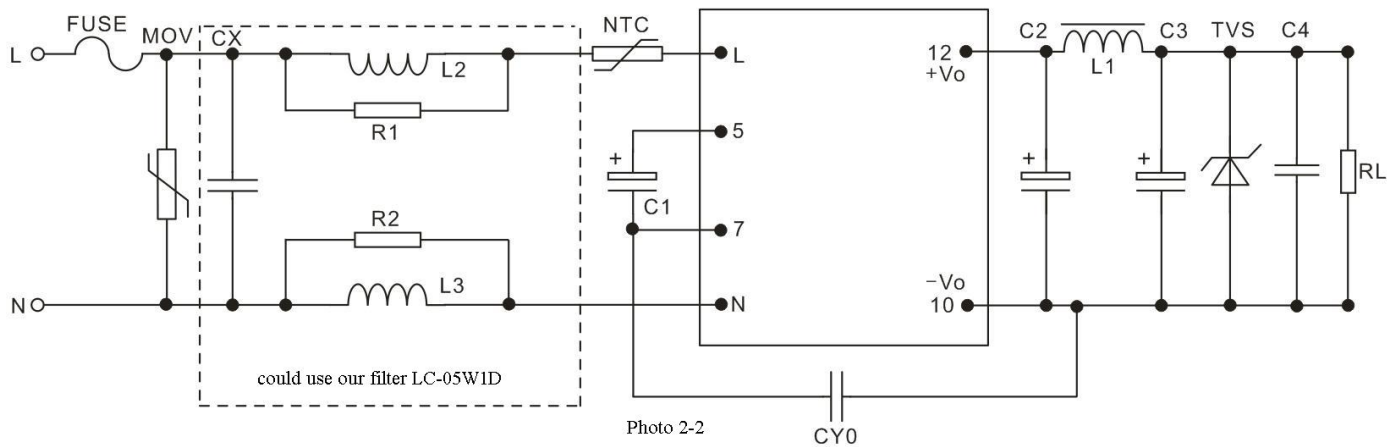 FUSE
MOV
CX
NTC
L
L2
R1
L
5
+
C1
7
R2
L3
N
N
12
+Vo
C2
L1
C3
TVS
C4
+
+
RL
−Vo
10
could use our filter LC-05W1D
Photo 2-2
CY0